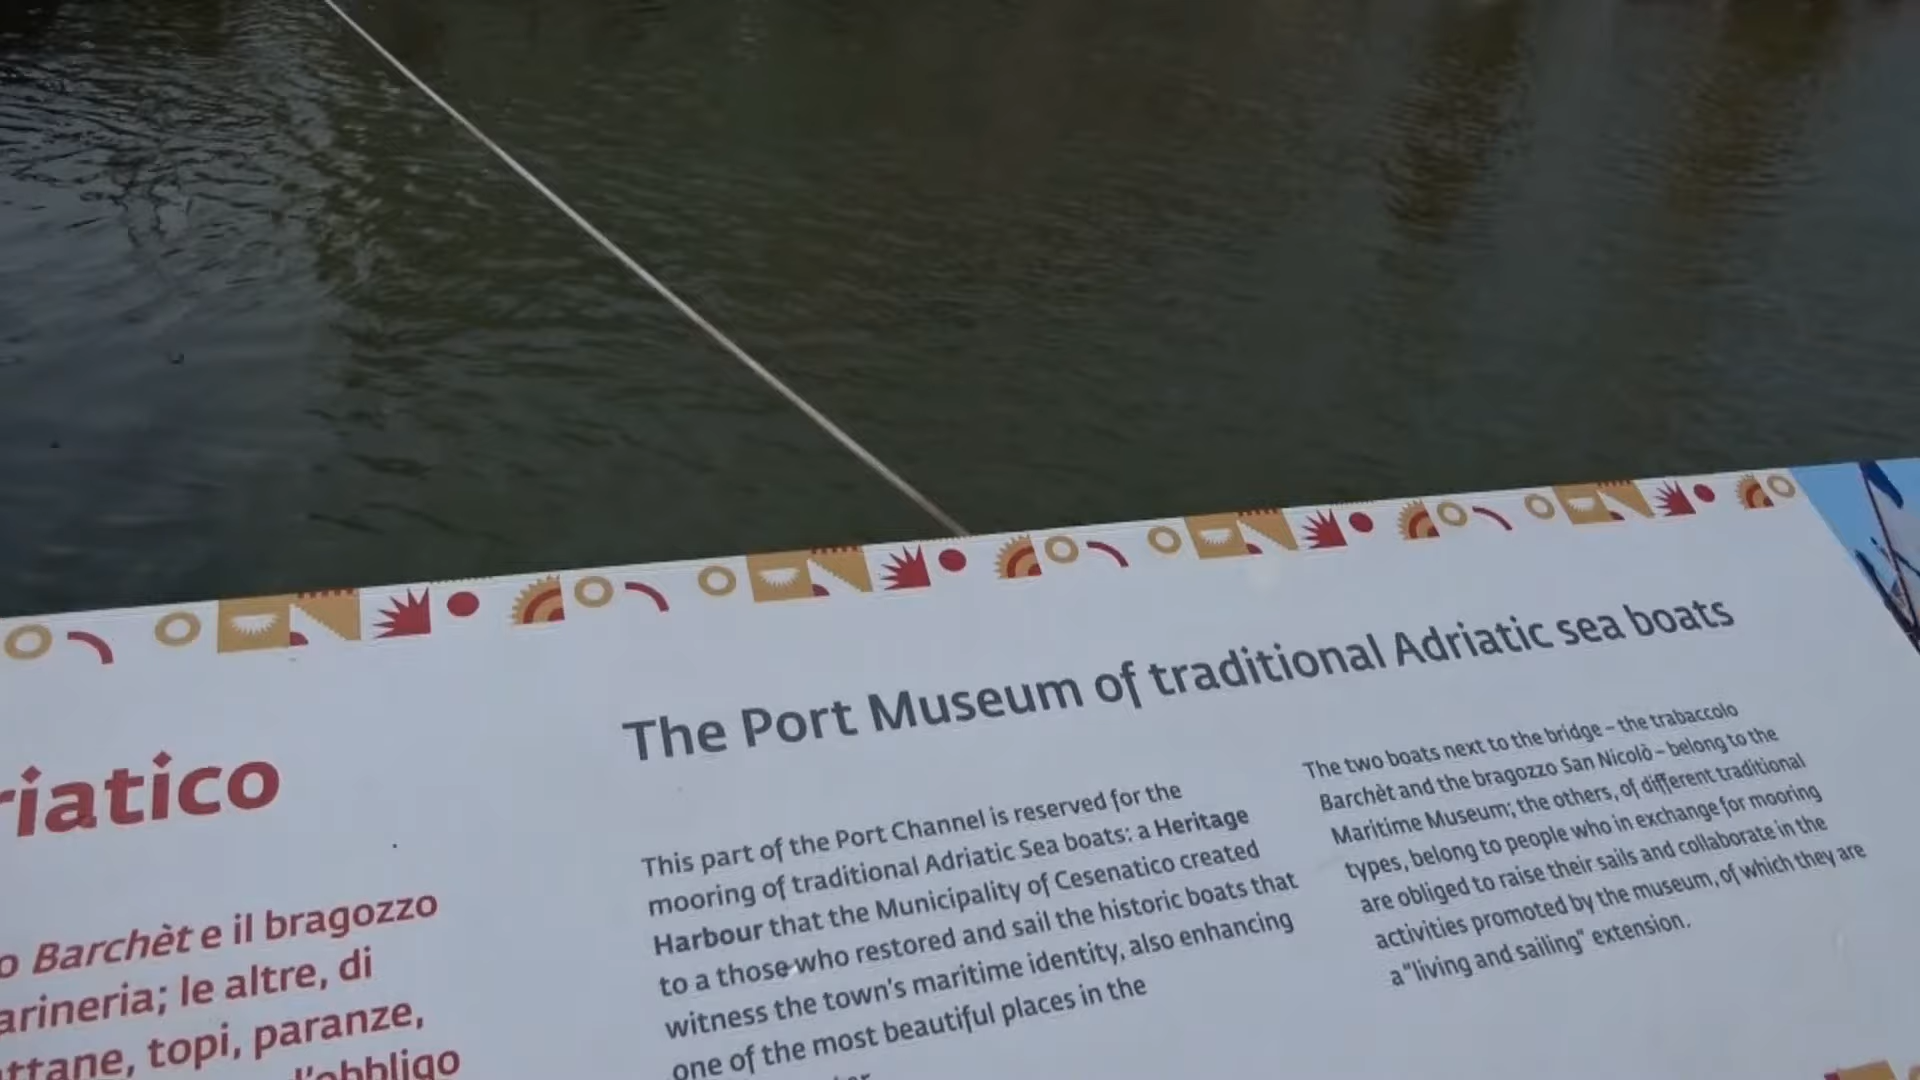 riatico
o Barchèt e il bragozzo
arineria; le altre, di
ttane, topi, paranze,
l'obbligo
The Port Museum of traditional Adriatic sea boats
This part of the Port Channel is reserved for the
mooring of traditional Adriatic Sea boats: a Heritage
Harbour that the Municipality of Cesenatico created
to a those who restored and sail the historic boats that
witness the town's maritime identity, also enhancing
one of the most beautiful places in the
The two boats next to the bridge – the trabaccolo
Barchèt and the bragozzo San Nicolò – belong to the
Maritime Museum; the others, of different traditional
types, belong to people who in exchange for mooring
are obliged to raise their sails and collaborate in the
activities promoted by the museum, of which they are
a "living and sailing" extension.